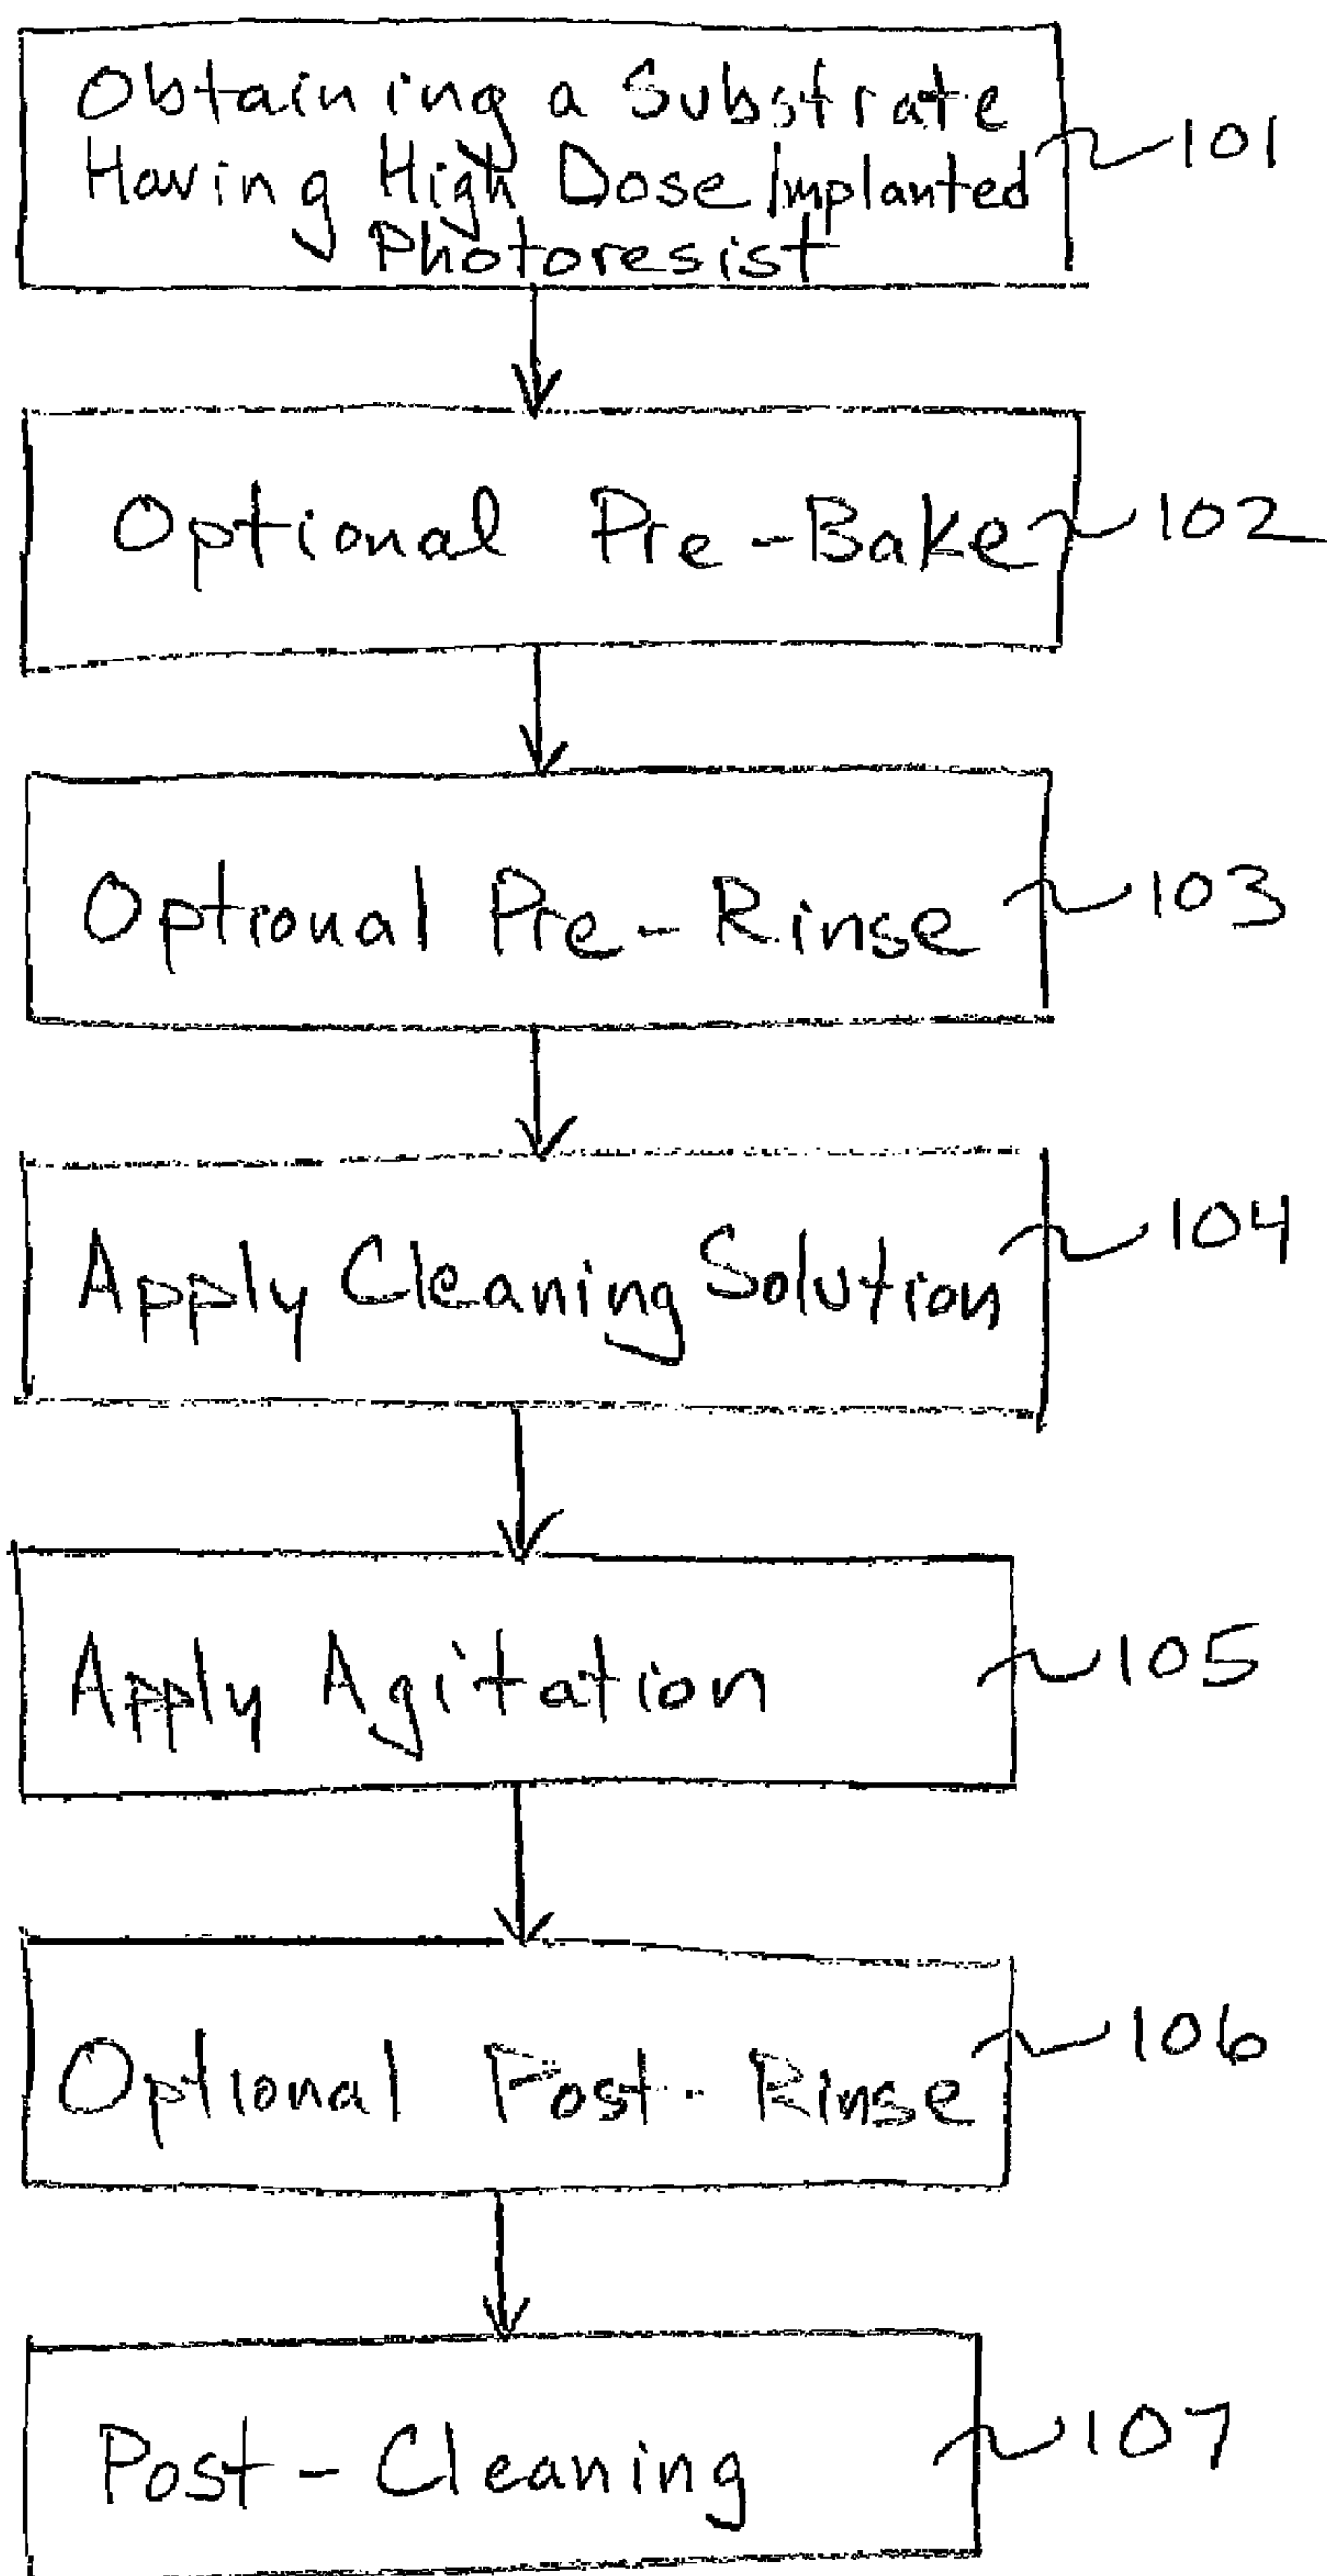 Obtaining a Substrate
Having High Dose Implanted
Photoresist
101
Optional Pre-Bake
102
Optional Pre-Rinse
103
Apply Cleaning Solution
104
Apply Agitation
105
Optional Post-Rinse
106
Post-Cleaning
107